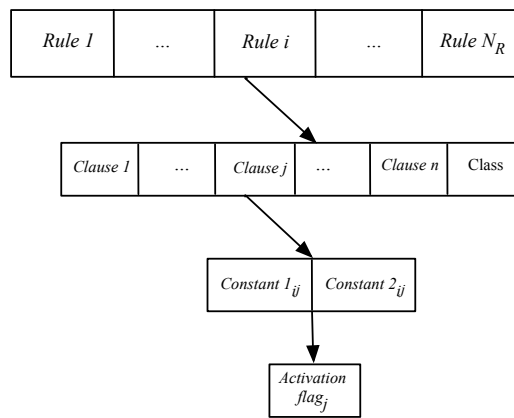 Rule 1 ... Rule i ... Rule N_R
Clause 1 ... Clause j ... Clause n Class
Constant 1_ij Constant 2_ij
Activation
flag_j